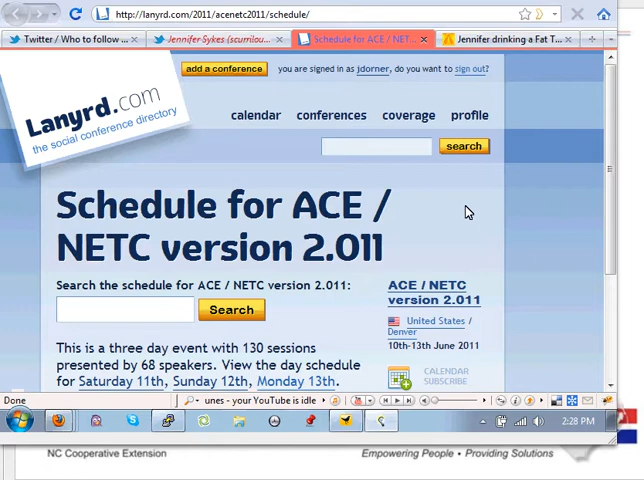 http://lanyrd.com/2011/acenetc2011/schedule/
Twitter / Who to follow ...
Jennifer Sykes (scurrilou...
Schedule for ACE / NET...
Jennifer drinking a Fat T...
Lanyrd.com
the social conference directory
add a conference
you are signed in as jdorner, do you want to sign out?
calendar conferences coverage profile
search
Schedule for ACE /
NETC version 2.011
Search the schedule for ACE / NETC version 2.011:
Search
ACE / NETC
version 2.011
United States /
Denver
10th-13th June 2011
CALENDAR
SUBSCRIBE
This is a three day event with 130 sessions
presented by 68 speakers. View the day schedule
for Saturday 11th, Sunday 12th, Monday 13th.
Done
unes - your YouTube is idle
2:28 PM
NC Cooperative Extension
Empowering People • Providing Solutions